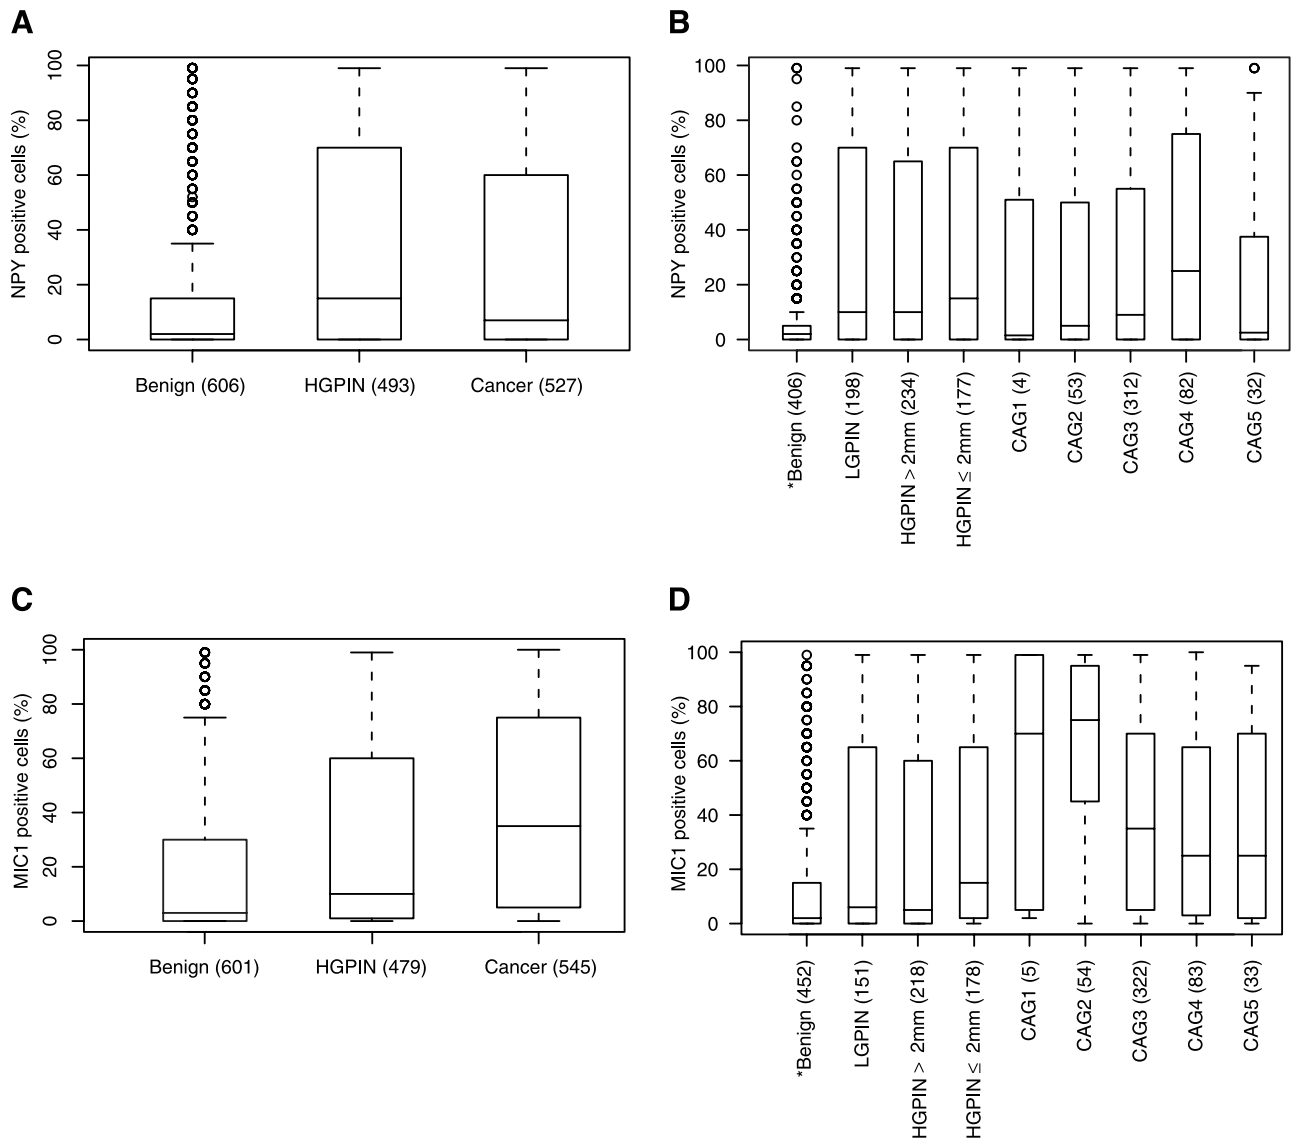 A
NPY positive cells (%)
100
80
60
40
20
0
Benign (606)
HGPIN (493)
Cancer (527)
B
NPY positive cells (%)
100
80
60
40
20
0
*Benign (406)
LGPIN (198)
HGPIN > 2mm (234)
HGPIN ≤ 2mm (177)
CAG1 (4)
CAG2 (53)
CAG3 (312)
CAG4 (82)
CAG5 (32)
C
MIC1 positive cells (%)
100
80
60
40
20
0
Benign (601)
HGPIN (479)
Cancer (545)
D
MIC1 positive cells (%)
100
80
60
40
20
0
*Benign (452)
LGPIN (151)
HGPIN > 2mm (218)
HGPIN ≤ 2mm (178)
CAG1 (5)
CAG2 (54)
CAG3 (322)
CAG4 (83)
CAG5 (33)